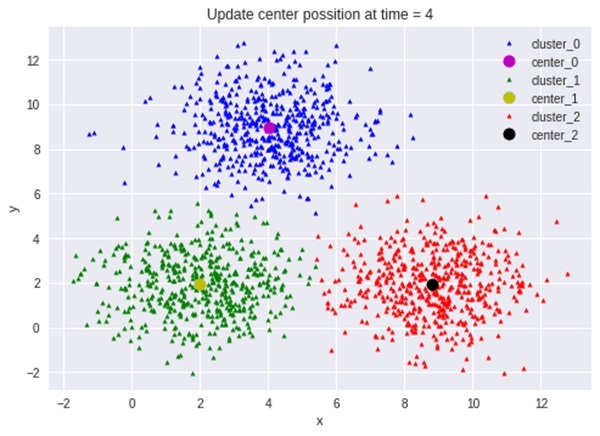 Update center possition at time = 4
cluster_0
center_0
cluster_1
center_1
cluster_2
center_2
12
10
8
6
4
2
0
−2
y
−2 0 2 4 6 8 10 12
x